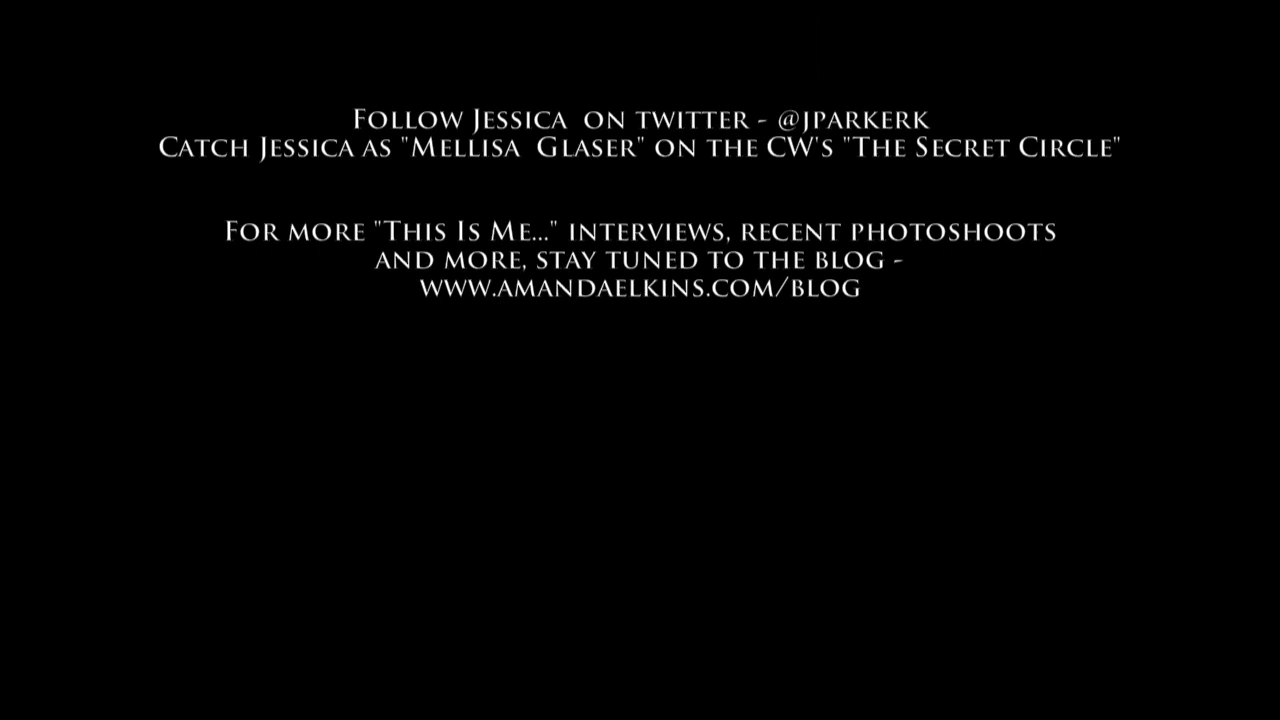 Follow Jessica on twitter - @jparkerk
Catch Jessica as "Mellisa Glaser" on the CW's "The Secret Circle"
For more "This Is Me..." interviews, recent photoshoots
and more, stay tuned to the blog -
www.amandaelkins.com/blog